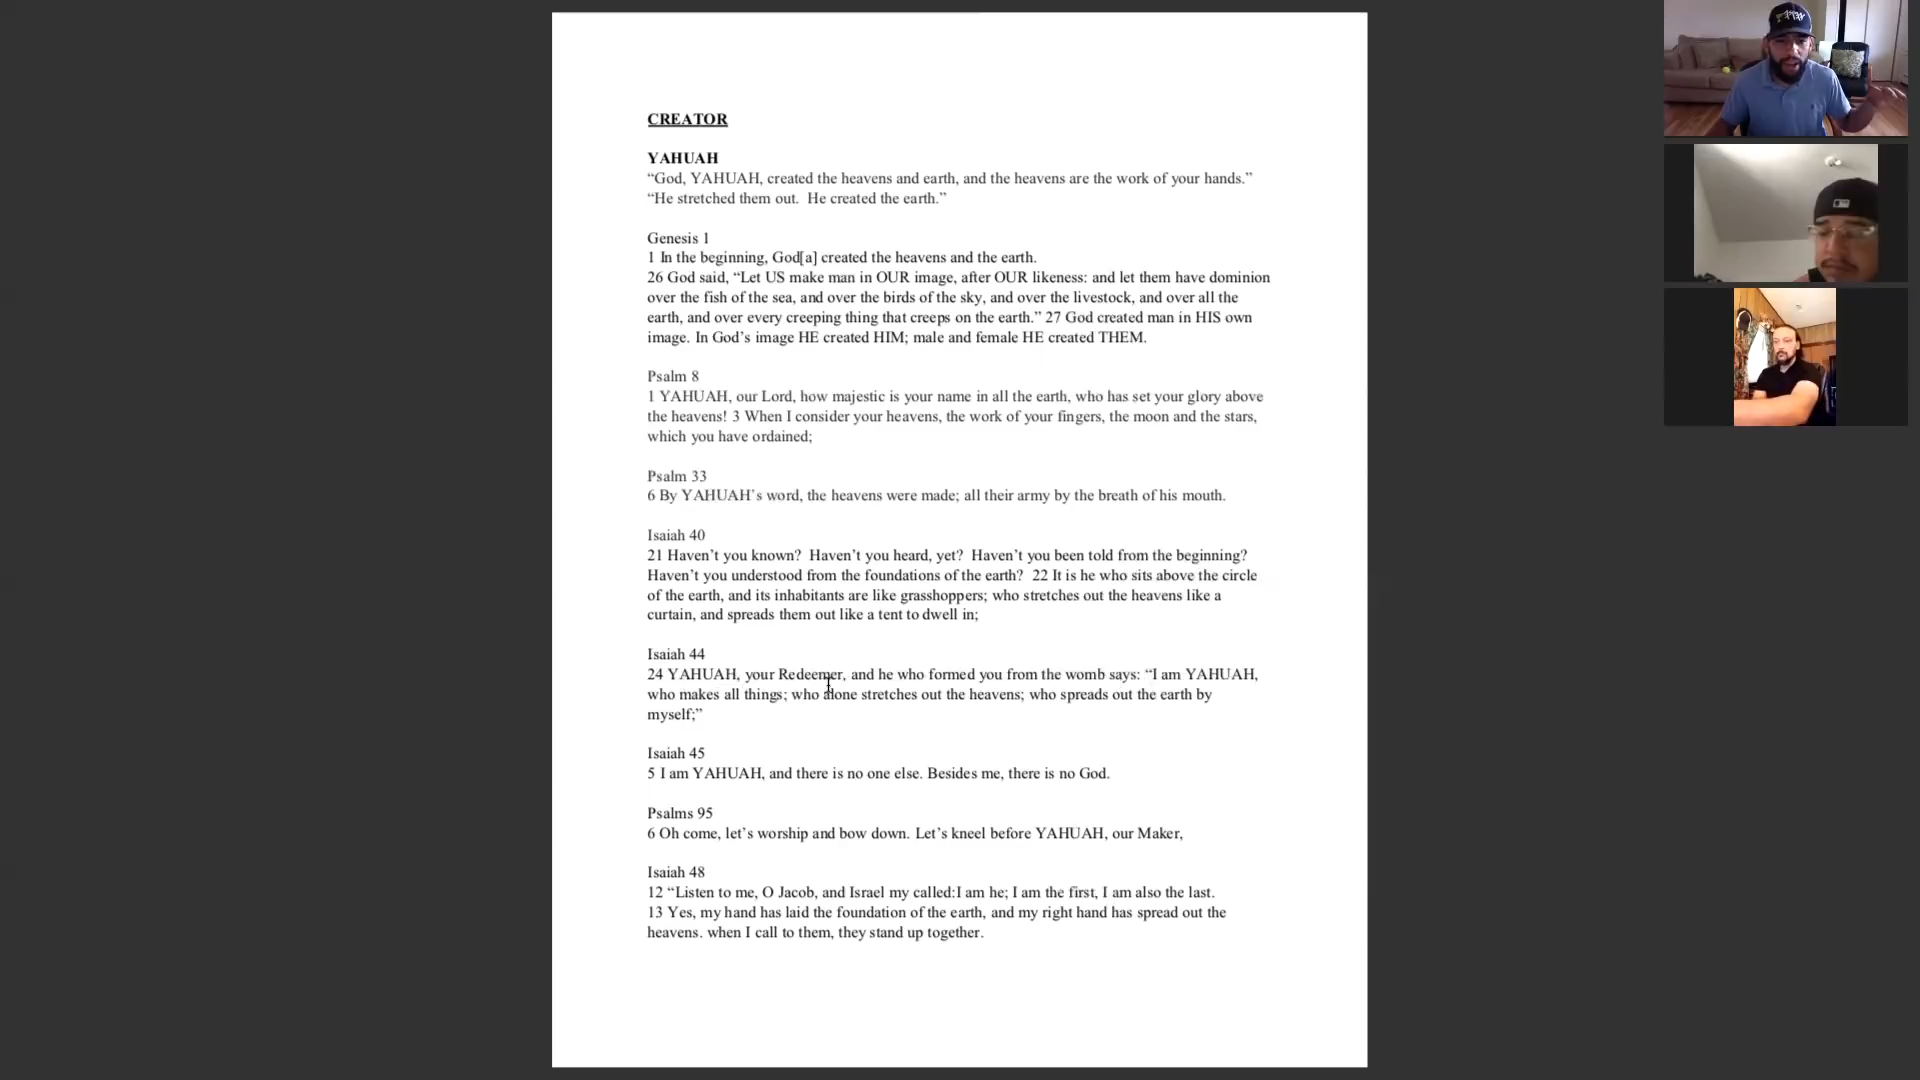 CREATOR
YAHUAH
“God, YAHUAH, created the heavens and earth, and the heavens are the work of your hands.”
“He stretched them out.  He created the earth.”
Genesis 1
1 In the beginning, God[a] created the heavens and the earth.
26 God said, “Let US make man in OUR image, after OUR likeness: and let them have dominion
over the fish of the sea, and over the birds of the sky, and over the livestock, and over all the
earth, and over every creeping thing that creeps on the earth.” 27 God created man in HIS own
image. In God’s image HE created HIM; male and female HE created THEM.
Psalm 8
1 YAHUAH, our Lord, how majestic is your name in all the earth, who has set your glory above
the heavens! 3 When I consider your heavens, the work of your fingers, the moon and the stars,
which you have ordained;
Psalm 33
6 By YAHUAH’s word, the heavens were made; all their army by the breath of his mouth.
Isaiah 40
21 Haven’t you known?  Haven’t you heard, yet?  Haven’t you been told from the beginning?
Haven’t you understood from the foundations of the earth?  22 It is he who sits above the circle
of the earth, and its inhabitants are like grasshoppers; who stretches out the heavens like a
curtain, and spreads them out like a tent to dwell in;
Isaiah 44
24 YAHUAH, your Redeemer, and he who formed you from the womb says: “I am YAHUAH,
who makes all things; who alone stretches out the heavens; who spreads out the earth by
myself;”
Isaiah 45
5 I am YAHUAH, and there is no one else. Besides me, there is no God.
Psalms 95
6 Oh come, let’s worship and bow down. Let’s kneel before YAHUAH, our Maker,
Isaiah 48
12 “Listen to me, O Jacob, and Israel my called:I am he; I am the first, I am also the last.
13 Yes, my hand has laid the foundation of the earth, and my right hand has spread out the
heavens. when I call to them, they stand up together.